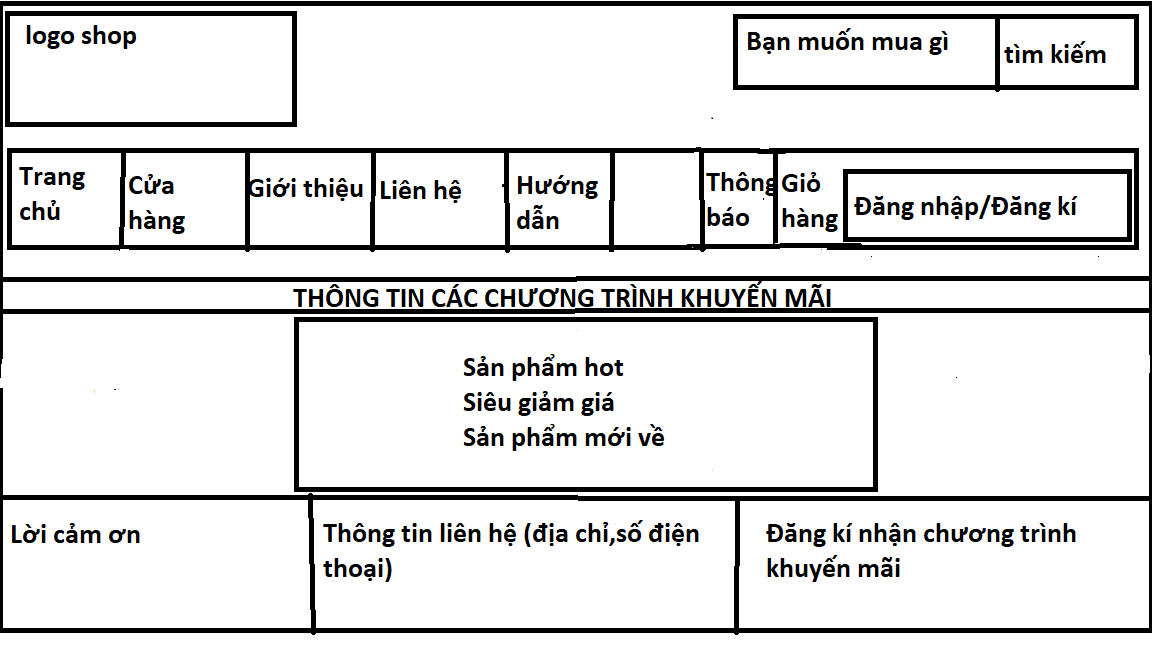 logo shop
Bạn muốn mua gì
tìm kiếm
Trang
chủ
Cửa
hàng
Giới thiệu
Liên hệ
Hướng
dẫn
Thông
báo
Giỏ
hàng
Đăng nhập/Đăng kí
THÔNG TIN CÁC CHƯƠNG TRÌNH KHUYẾN MÃI
Sản phẩm hot
Siêu giảm giá
Sản phẩm mới về
Lời cảm ơn
Thông tin liên hệ (địa chỉ,số điện
thoại)
Đăng kí nhận chương trình
khuyến mãi